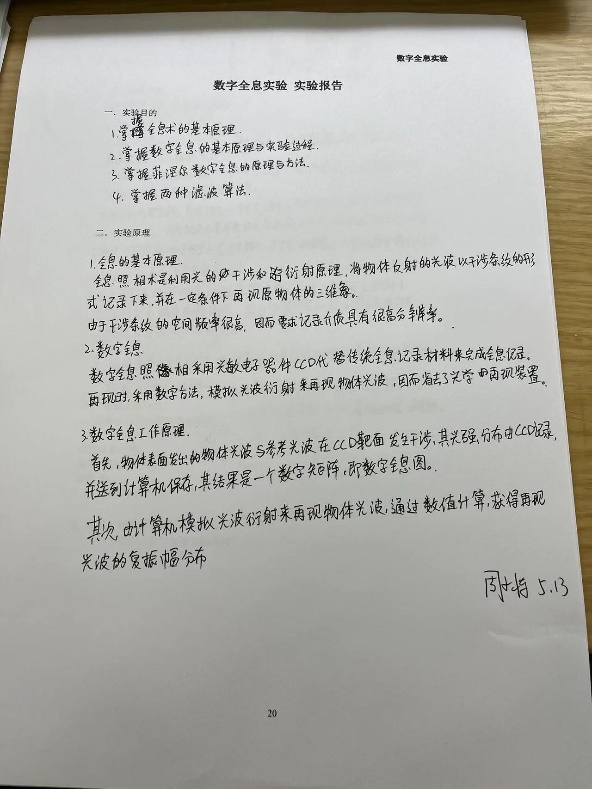 数字全息实验
数字全息实验 实验报告
一. 实验目的
1.掌握全息术的基本原理.
2.掌握数字全息的基本原理与实验过程.
3.掌握菲涅尔数字全息的原理与方法.
4.掌握两种滤波算法.
二. 实验原理
1.全息的基本原理.
全息照相术是利用光的干涉和衍射原理,将物体反射的光波以干涉条纹的形
式记录下来,并在一定条件下再现原物体的三维象。
由于干涉条纹的空间频率很高,因而要求记录介质具有很高分辨率。
2.数字全息
数字全息照相采用光敏电子器件CCD代替传统全息记录材料来完成全息记录。
再现时,采用数字方法,模拟光波衍射来再现物体光波,因而省去了光学再现装置。
3.数字全息工作原理.
首先,物体表面发出的物体光波与参考光波在CCD靶面发生干涉,其光强分布由CCD记录,
并送到计算机保存,其结果是一个数字矩阵,即数字全息图。
其次,由计算机模拟光波衍射来再现物体光波,通过数值计算,获得再现
光波的复振幅分布
5.13
20